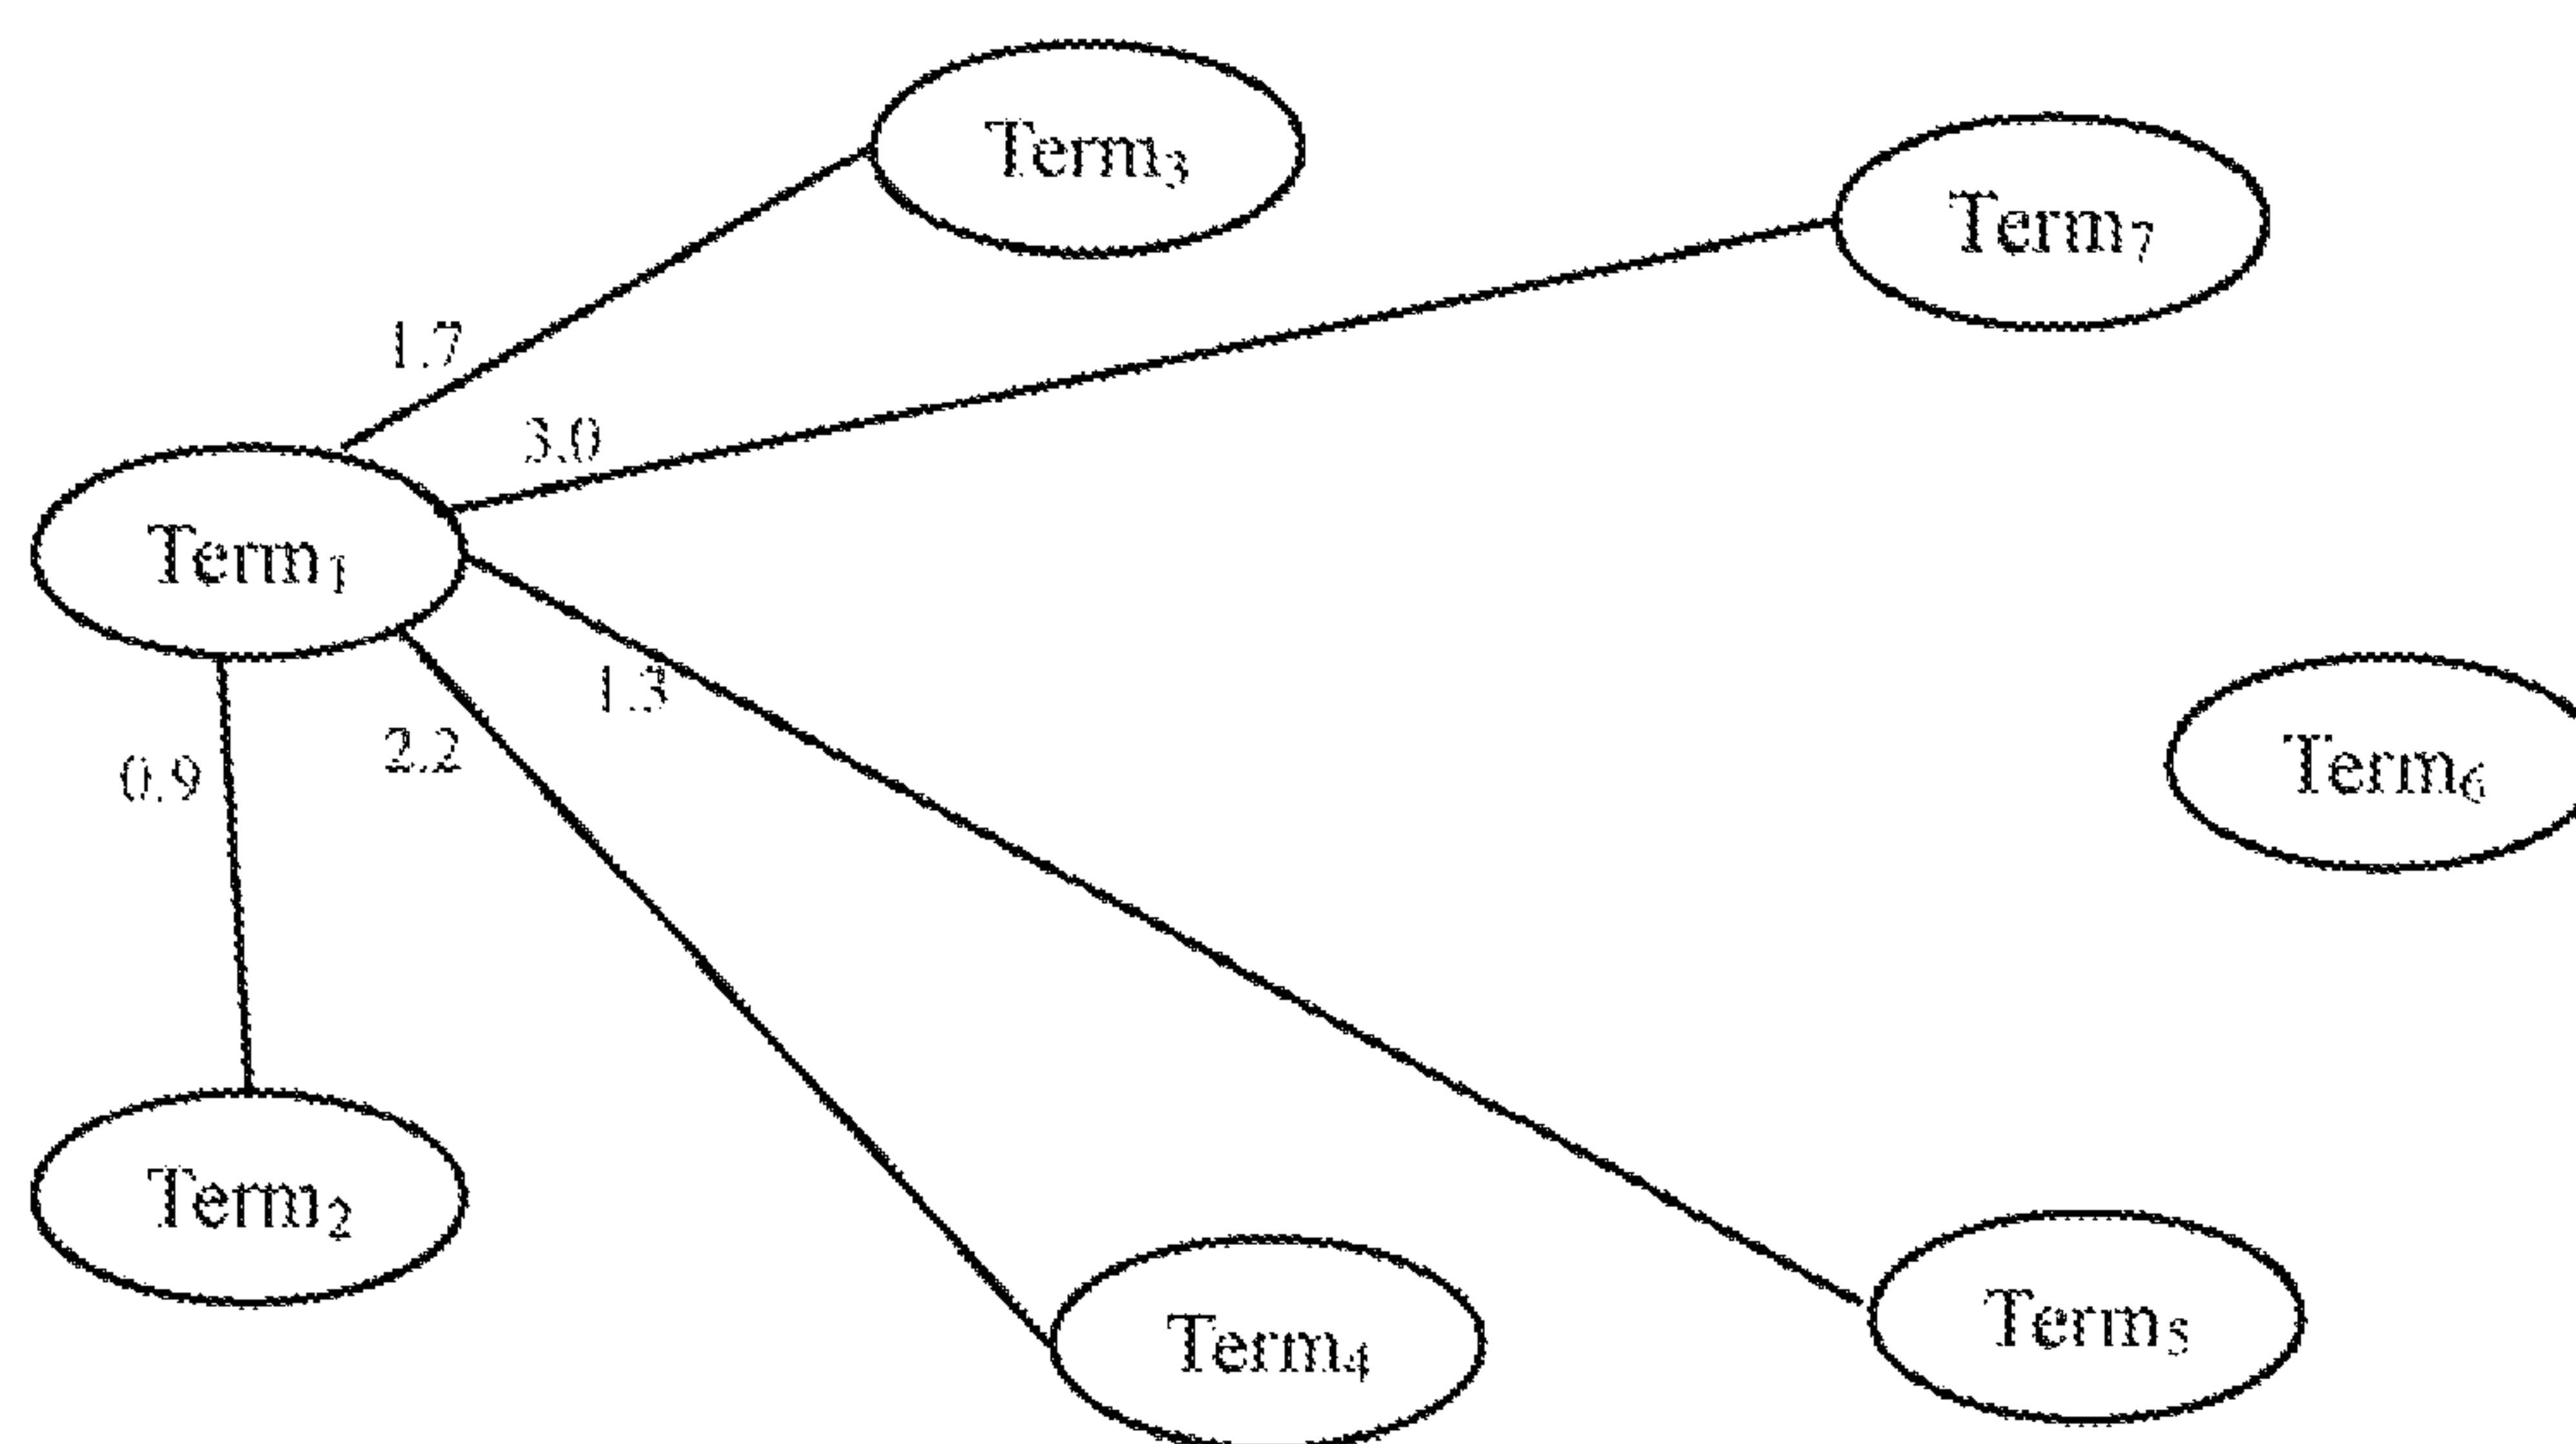 Term₃
Term₇
1.7
3.0
Term₁
1.3
2.2
0.9
Term₆
Term₂
Term₅
Term₄